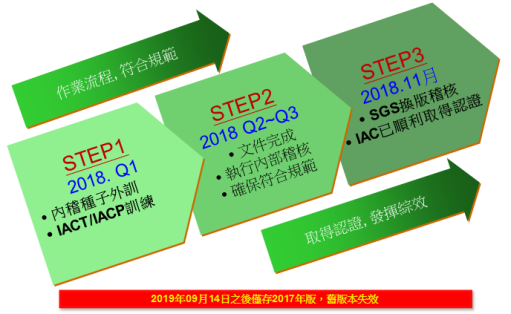 作業流程, 符合規範
STEP1
2018. Q1
• 內稽種子外訓
• IACT/IACP訓練
STEP2
2018 Q2~Q3
• 文件完成
• 執行內部稽核
• 確保符合規範
STEP3
2018.11月
• SGS換版稽核
• IAC已順利取得認證
取得認證, 發揮綜效
2019年09月14日之後僅存2017年版，舊版本失效